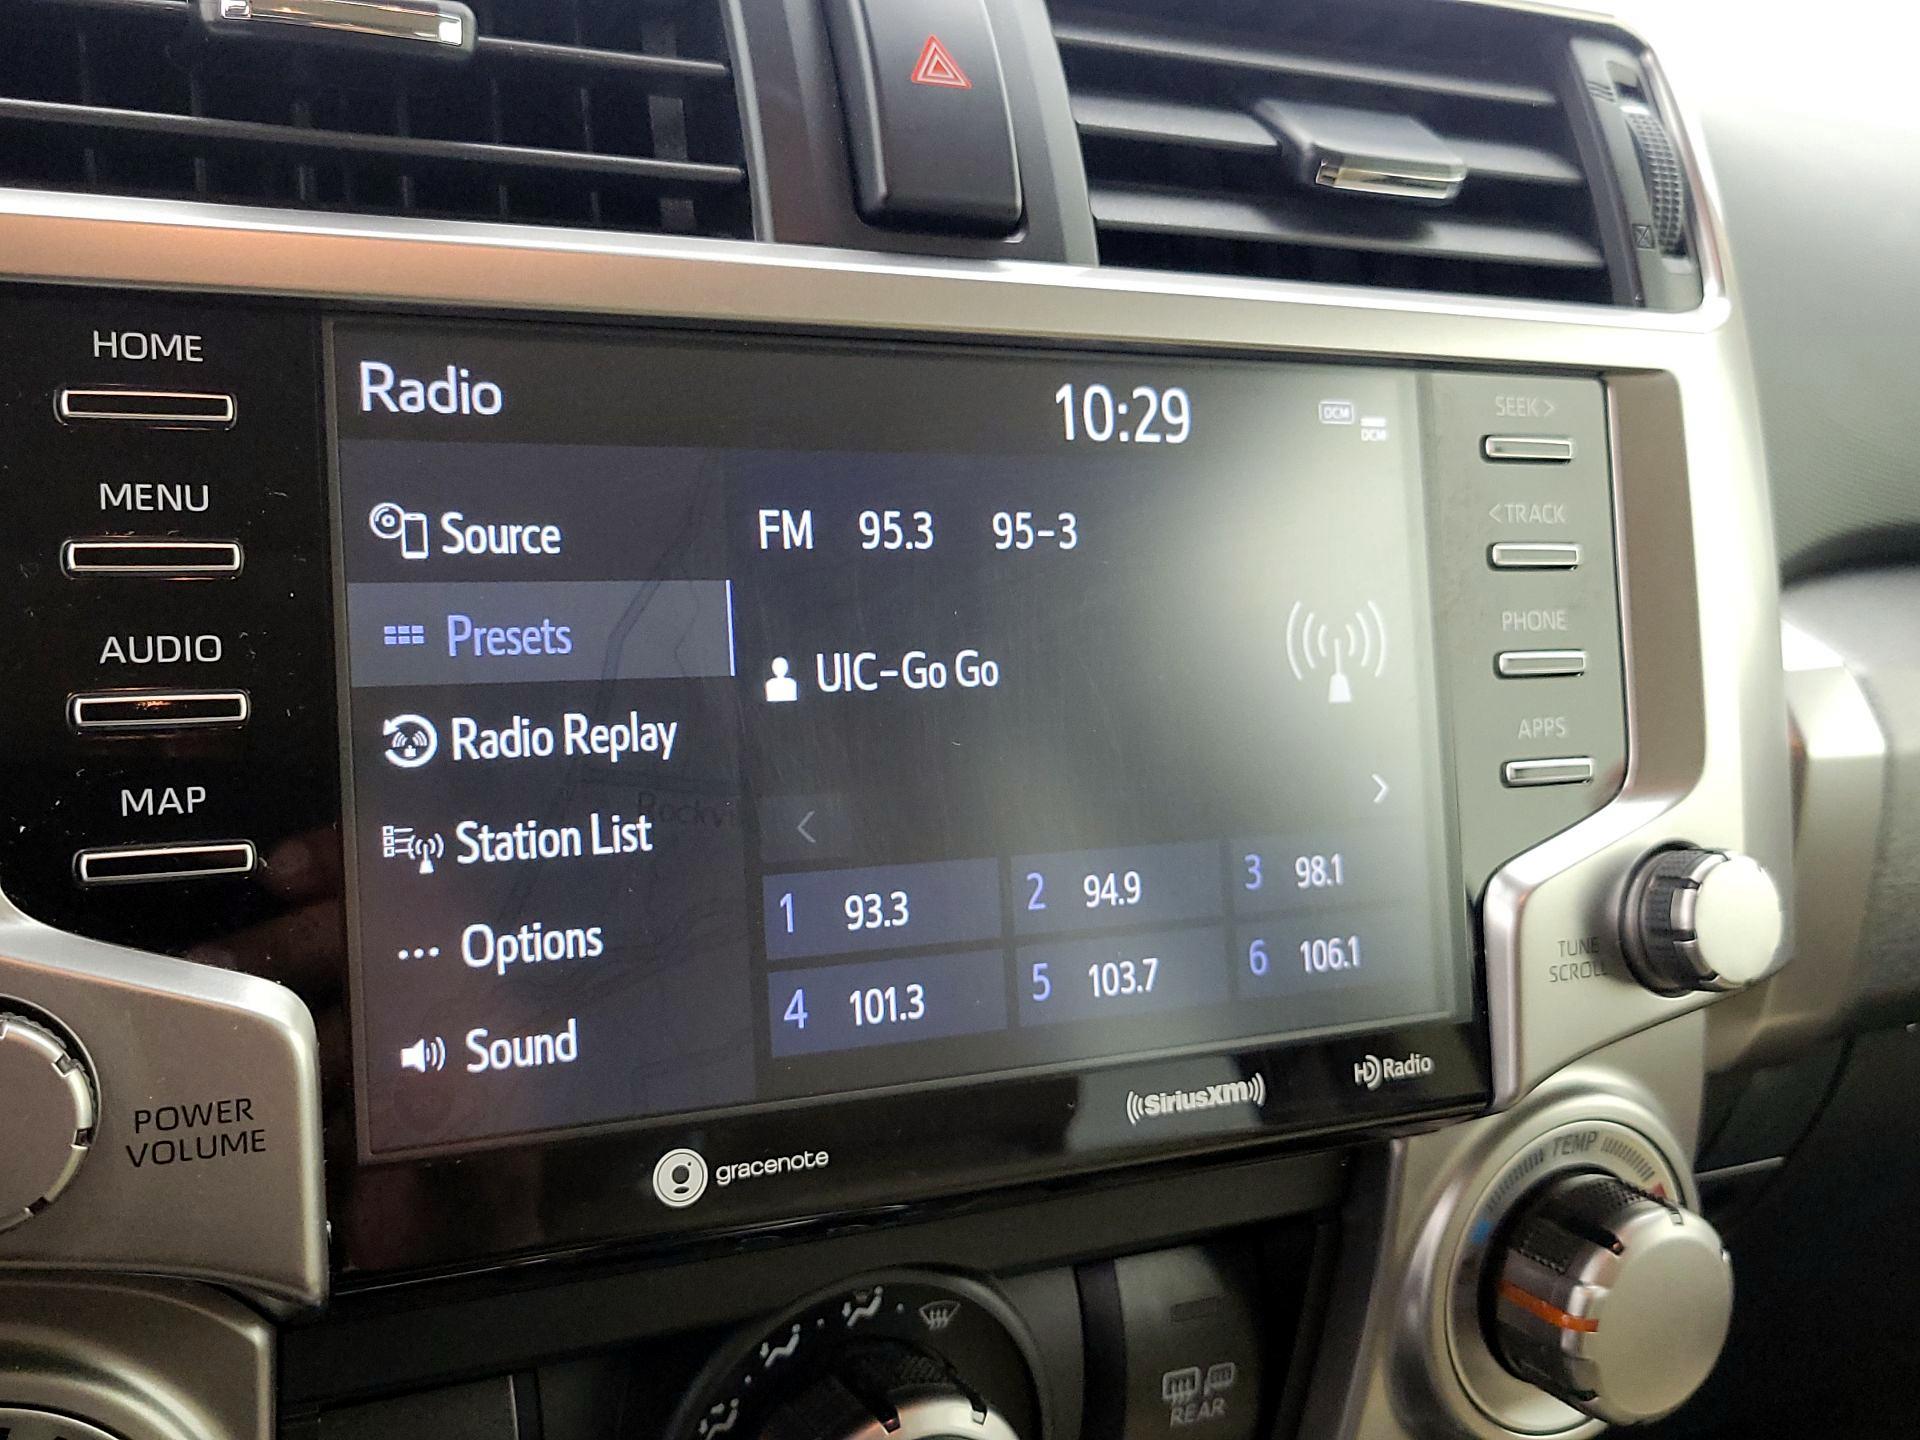 HOME
MENU
AUDIO
MAP
POWER
VOLUME
Radio
10:29
DCM
DCM
Source
Presets
Radio Replay
Station List
Options
Sound
FM 95.3 95-3
UIC-Go Go
1 93.3
2 94.9
3 98.1
4 101.3
5 103.7
6 106.1
gracenote
((SiriusXM))
HD Radio
SEEK >
< TRACK
PHONE
APPS
TUNE
SCROLL
TEMP
REAR